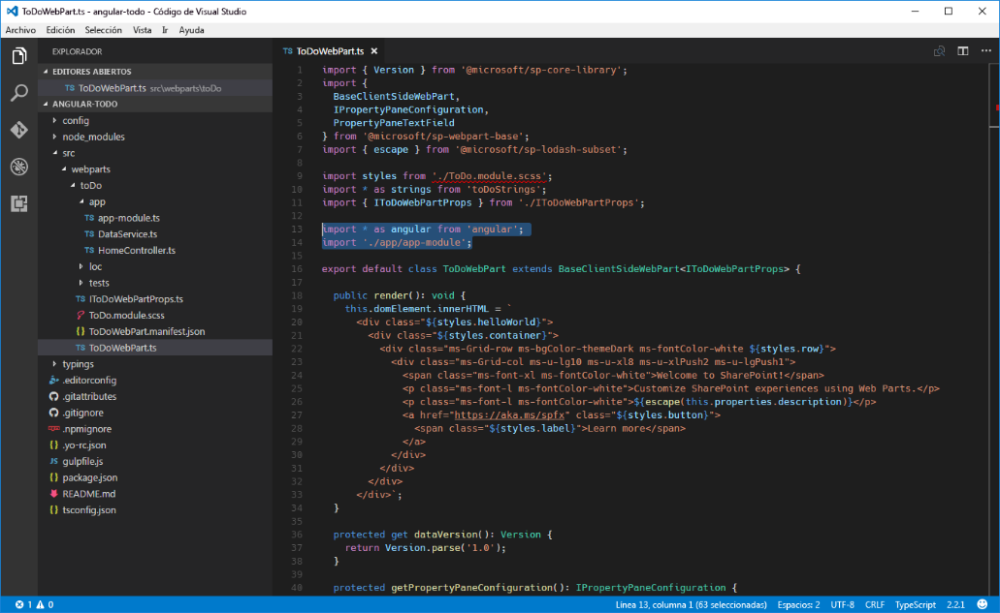 ToDoWebPart.ts - angular-todo - Código de Visual Studio
Archivo Edición Selección Vista Ir Ayuda
EXPLORADOR
EDITORES ABIERTOS
TS ToDoWebPart.ts src\webparts\toDo
ANGULAR-TODO
config
node_modules
src
webparts
toDo
app
TS app-module.ts
TS DataService.ts
TS HomeController.ts
loc
tests
TS IToDoWebPartProps.ts
ToDo.module.scss
{} ToDoWebPart.manifest.json
TS ToDoWebPart.ts
typings
.editorconfig
.gitattributes
.gitignore
.npmignore
{} .yo-rc.json
JS gulpfile.js
{} package.json
README.md
{} tsconfig.json
TS ToDoWebPart.ts
1 import { Version } from '@microsoft/sp-core-library';
2 import {
3 BaseClientSideWebPart,
4 IPropertyPaneConfiguration,
5 PropertyPaneTextField
6 } from '@microsoft/sp-webpart-base';
7 import { escape } from '@microsoft/sp-lodash-subset';
8
9 import styles from './ToDo.module.scss';
10 import * as strings from 'toDoStrings';
11 import { IToDoWebPartProps } from './IToDoWebPartProps';
12
13 import * as angular from 'angular';
14 import './app/app-module';
15
16 export default class ToDoWebPart extends BaseClientSideWebPart<IToDoWebPartProps> {
17
18 public render(): void {
19 this.domElement.innerHTML = `
20 <div class="${styles.helloWorld}">
21 <div class="${styles.container}">
22 <div class="ms-Grid-row ms-bgColor-themeDark ms-fontColor-white ${styles.row}">
23 <div class="ms-Grid-col ms-u-lg10 ms-u-xl8 ms-u-xlPush2 ms-u-lgPush1">
24 <span class="ms-font-xl ms-fontColor-white">Welcome to SharePoint!</span>
25 <p class="ms-font-l ms-fontColor-white">Customize SharePoint experiences using Web Parts.</p>
26 <p class="ms-font-l ms-fontColor-white">${escape(this.properties.description)}</p>
27 <a href="https://aka.ms/spfx" class="${styles.button}">
28 <span class="${styles.label}">Learn more</span>
29 </a>
30 </div>
31 </div>
32 </div>
33 </div>`;
34 }
35
36 protected get dataVersion(): Version {
37 return Version.parse('1.0');
38 }
39
40 protected getPropertyPaneConfiguration(): IPropertyPaneConfiguration {
1 0
Línea 13, columna 1 (63 seleccionadas) Espacios: 2 UTF-8 CRLF TypeScript 2.2.1